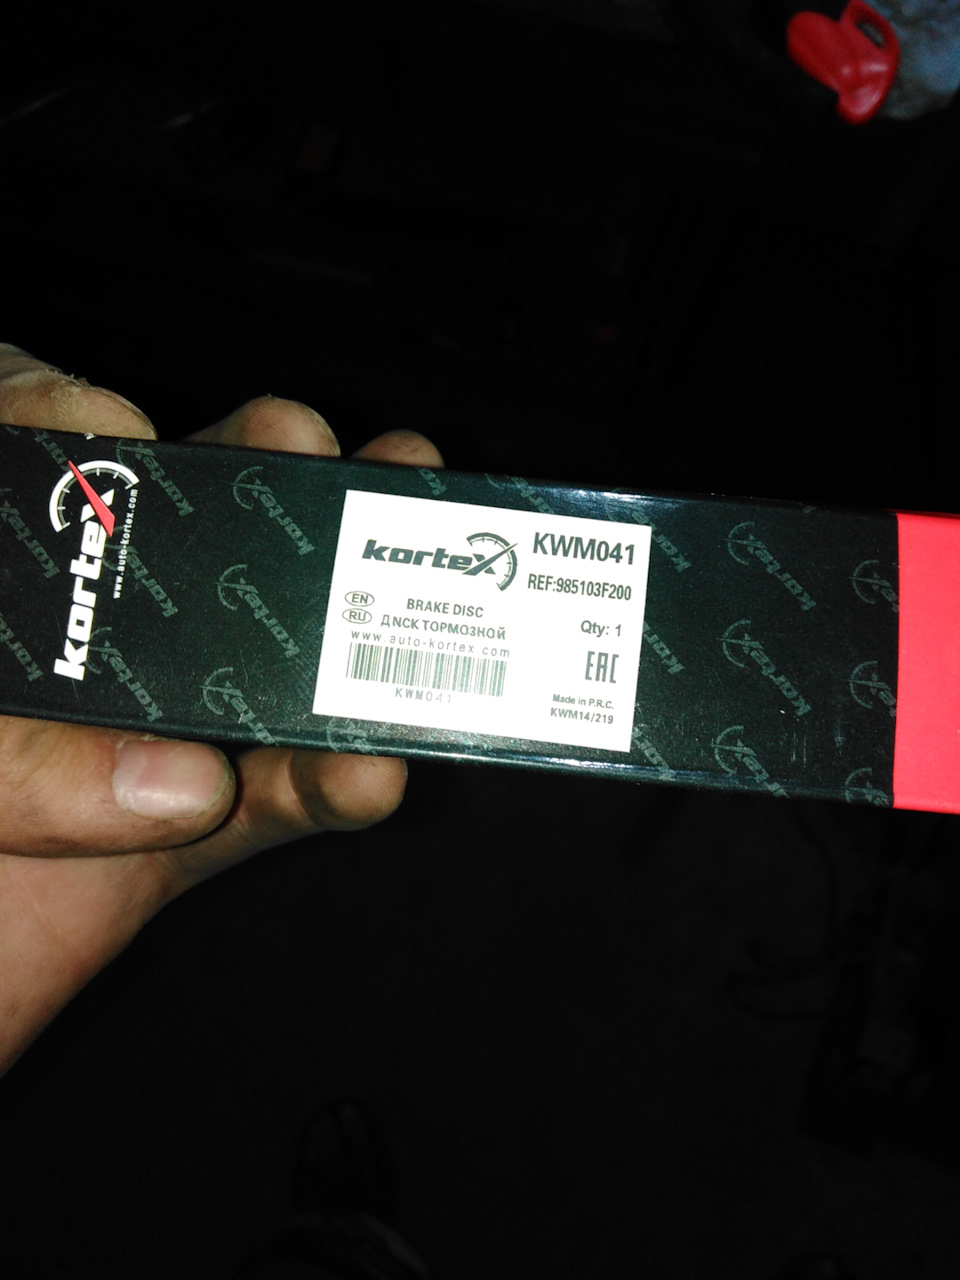 kortex
www.auto-kortex.com
kortex
KWM041
REF:985103F200
EN
BRAKE DISC
RU
ДИСК ТОРМОЗНОЙ
Qty: 1
www.auto-kortex.com
KWM041
EAC
Made in P.R.C.
KWM14/219